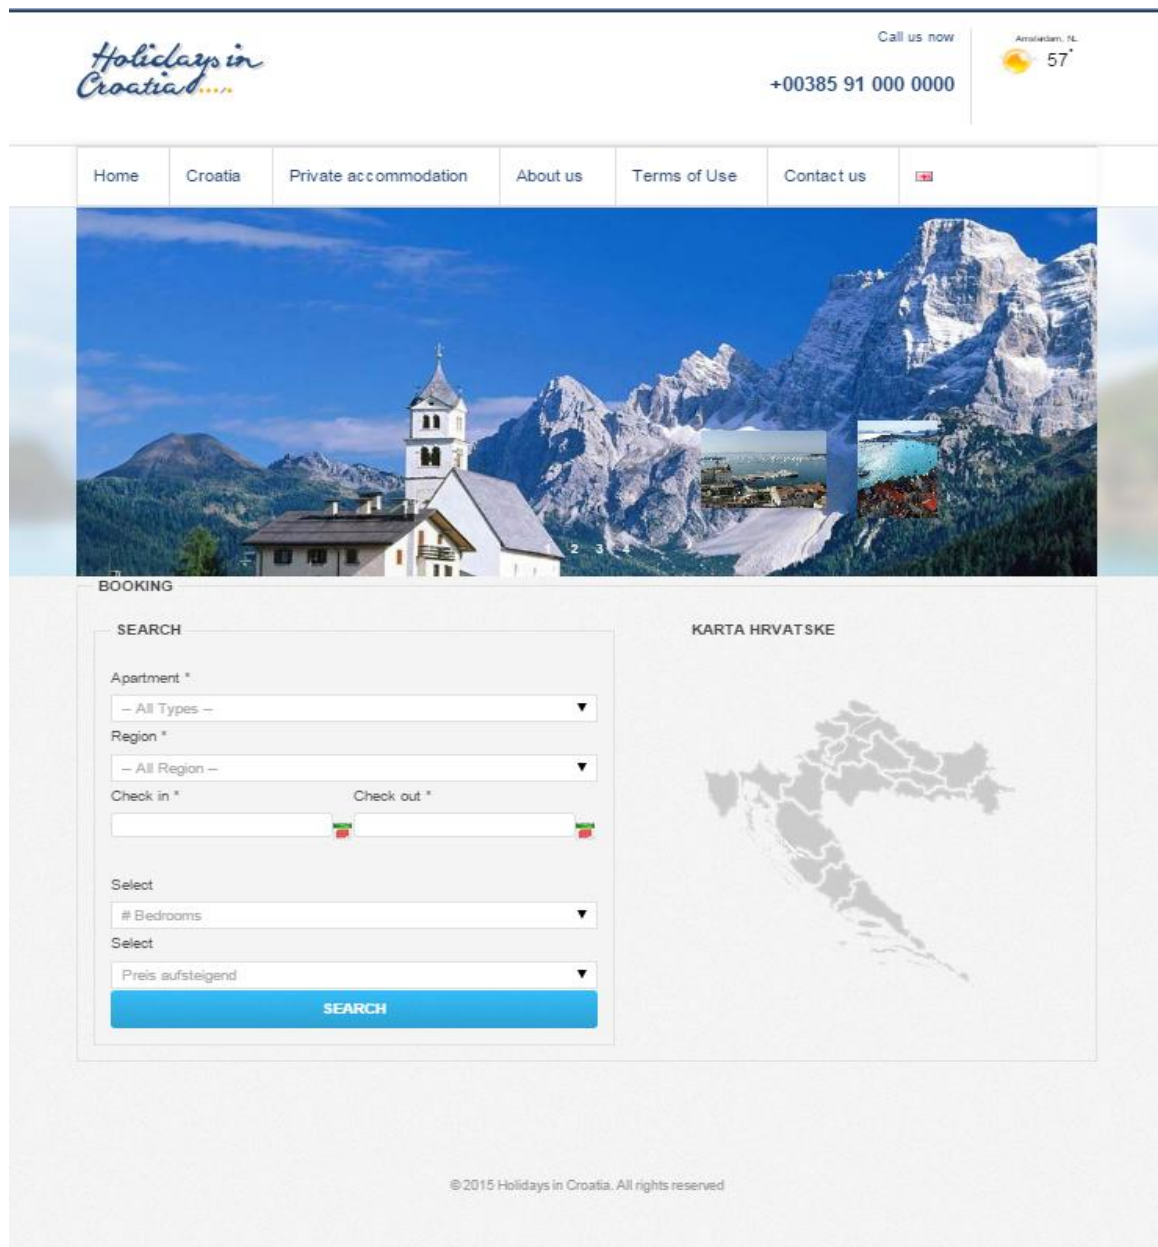 Holidays in
Croatia
Call us now
+00385 91 000 0000
Amsterdam, NL
57°
Home Croatia Private accommodation About us Terms of Use Contact us
2 3 4
BOOKING
SEARCH
Apartment *
-- All Types --
Region *
-- All Region --
Check in * Check out *
Select
# Bedrooms
Select
Preis aufsteigend
SEARCH
KARTA HRVATSKE
© 2015 Holidays in Croatia. All rights reserved